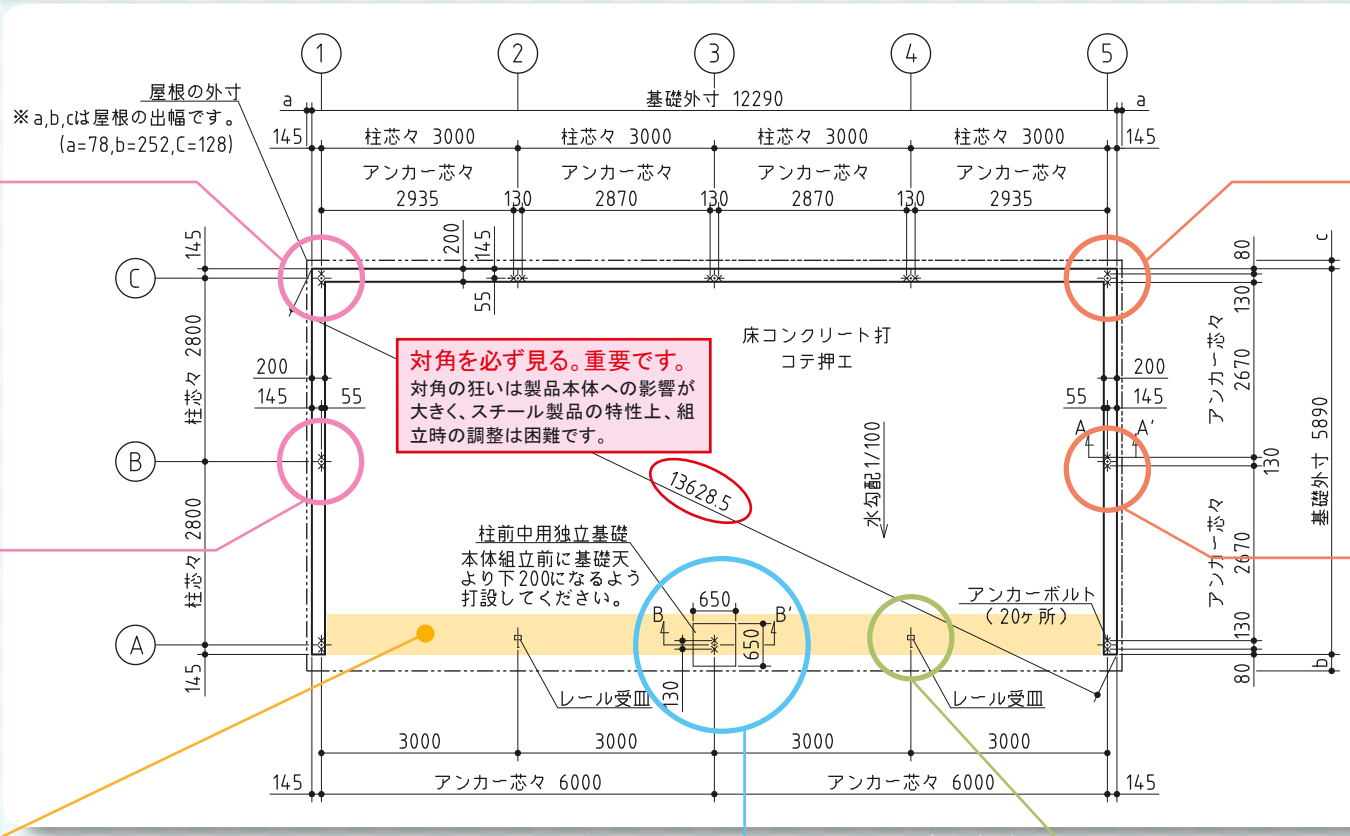 1 2 3 4 5
屋根の外寸
※a,b,cは屋根の出幅です。
(a=78,b=252,C=128)
a 基礎外寸 12290 a
145 柱芯々 3000 柱芯々 3000 柱芯々 3000 柱芯々 3000 145
アンカー芯々 アンカー芯々 アンカー芯々 アンカー芯々
2935 130 2870 130 2870 130 2935
145 200 145 80 c
C
55 130
柱芯々 2800
アンカー芯々 2670
床コンクリート打
コテ押エ
対角を必ず見る。重要です。
対角の狂いは製品本体への影響が
大きく、スチール製品の特性上、組
立時の調整は困難です。
200 200
145 55 55 145
A A'
B
130
基礎外寸 5890
13628.5
水勾配1/100
柱芯々 2800
アンカー芯々 2670
柱前中用独立基礎
本体組立前に基礎天
より下200になるよう
打設してください。
アンカーボルト
(20ヶ所)
650
B B'
650
130
A
145 130 80 b
レール受皿 レール受皿
3000 3000 3000 3000
145 アンカー芯々 6000 アンカー芯々 6000 145